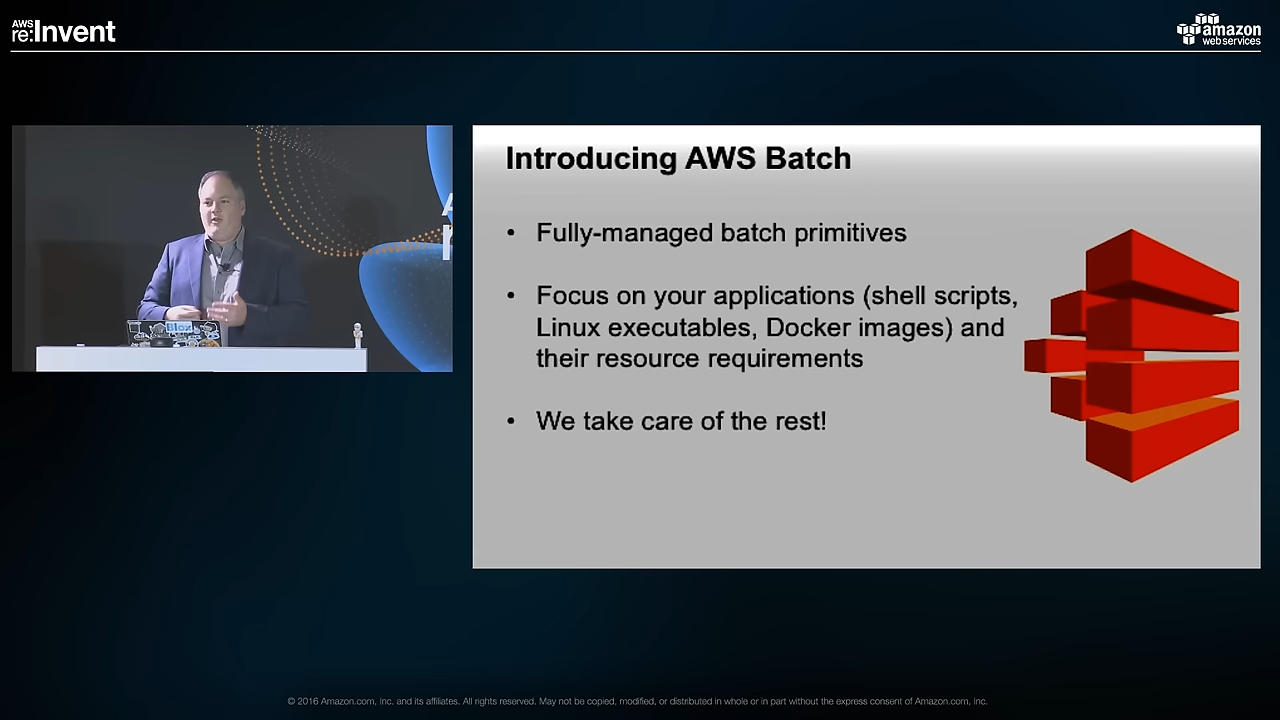 AWS
re:Invent
amazon
webservices
Introducing AWS Batch
• Fully-managed batch primitives
• Focus on your applications (shell scripts,
Linux executables, Docker images) and
their resource requirements
• We take care of the rest!
Blox
© 2016 Amazon.com, Inc. and its affiliates. All rights reserved. May not be copied, modified, or distributed in whole or in part without the express consent of Amazon.com, Inc.